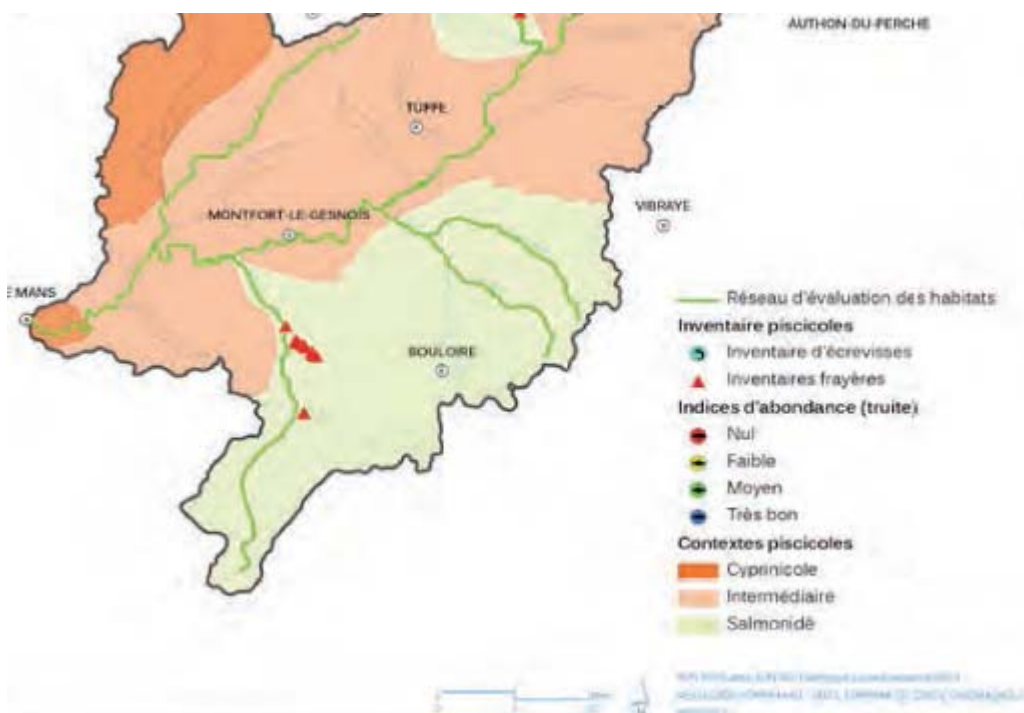 AUTHON-DU-PERCHE
TUFFÉ
MONTFORT-LE-GESNOIS
VIBRAYE
E MANS
BOULOIRE
Réseau d'évaluation des habitats
Inventaire piscicoles
Inventaire d'écrevisses
Inventaires frayères
Indices d'abondance (truite)
Nul
Faible
Moyen
Très bon
Contextes piscicoles
Cyprinicole
Intermédiaire
Salmonidé
N